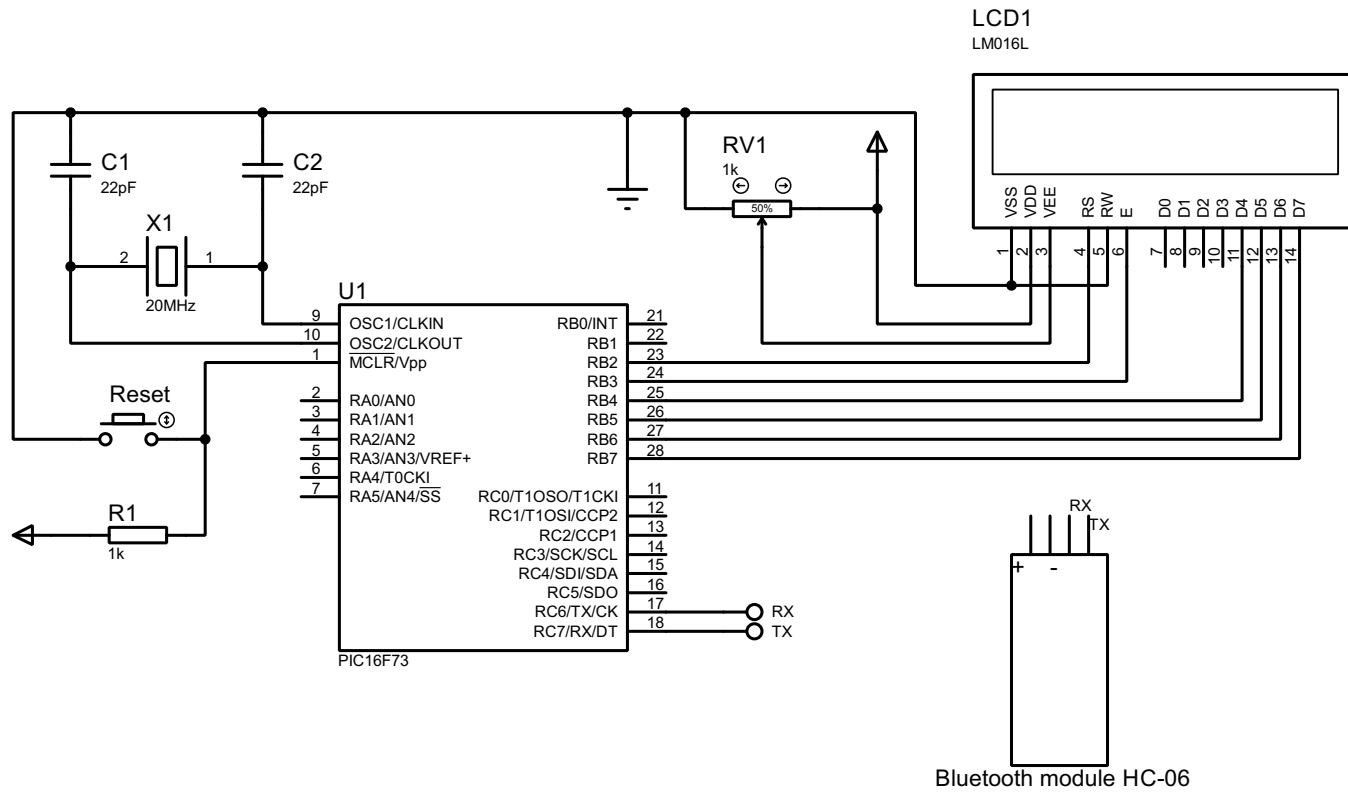 LCD1
LM016L
C1
22pF
C2
22pF
RV1
1k
50%
X1
2
1
20MHz
VSS
VDD
VEE
RS
RW
E
D0
D1
D2
D3
D4
D5
D6
D7
1
2
3
4
5
6
7
8
9
10
11
12
13
14
U1
9
OSC1/CLKIN
10
OSC2/CLKOUT
1
MCLR/Vpp
2
RA0/AN0
3
RA1/AN1
4
RA2/AN2
5
RA3/AN3/VREF+
6
RA4/T0CKI
7
RA5/AN4/SS
RB0/INT
21
RB1
22
RB2
23
RB3
24
RB4
25
RB5
26
RB6
27
RB7
28
RC0/T1OSO/T1CKI
11
RC1/T1OSI/CCP2
12
RC2/CCP1
13
RC3/SCK/SCL
14
RC4/SDI/SDA
15
RC5/SDO
16
RC6/TX/CK
17
RX
RC7/RX/DT
18
TX
PIC16F73
Reset
R1
1k
RX
TX
+
-
Bluetooth module HC-06